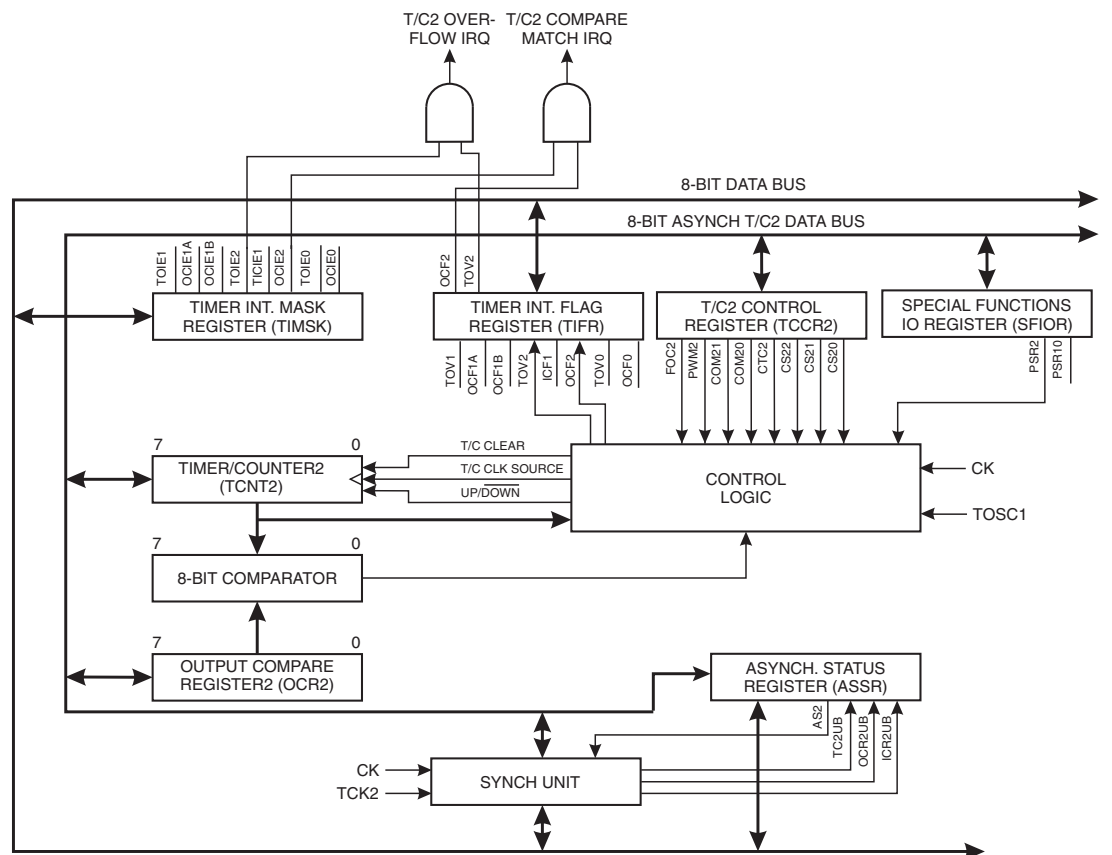 T/C2 OVER-
FLOW IRQ
T/C2 COMPARE
MATCH IRQ
8-BIT DATA BUS
8-BIT ASYNCH T/C2 DATA BUS
TOIE1
OCIE1A
OCIE1B
TOIE2
TICIE1
OCIE2
TOIE0
OCIE0
OCF2
TOV2
TIMER INT. MASK
REGISTER (TIMSK)
TIMER INT. FLAG
REGISTER (TIFR)
T/C2 CONTROL
REGISTER (TCCR2)
SPECIAL FUNCTIONS
IO REGISTER (SFIOR)
TOV1
OCF1A
OCF1B
TOV2
ICF1
OCF2
TOV0
OCF0
FOC2
PWM2
COM21
COM20
CTC2
CS22
CS21
CS20
PSR2
PSR10
7 0
TIMER/COUNTER2
(TCNT2)
T/C CLEAR
T/C CLK SOURCE
UP/DOWN
CONTROL
LOGIC
CK
TOSC1
7 0
8-BIT COMPARATOR
7 0
OUTPUT COMPARE
REGISTER2 (OCR2)
ASYNCH. STATUS
REGISTER (ASSR)
AS2
TC2UB
OCR2UB
ICR2UB
CK
TCK2
SYNCH UNIT